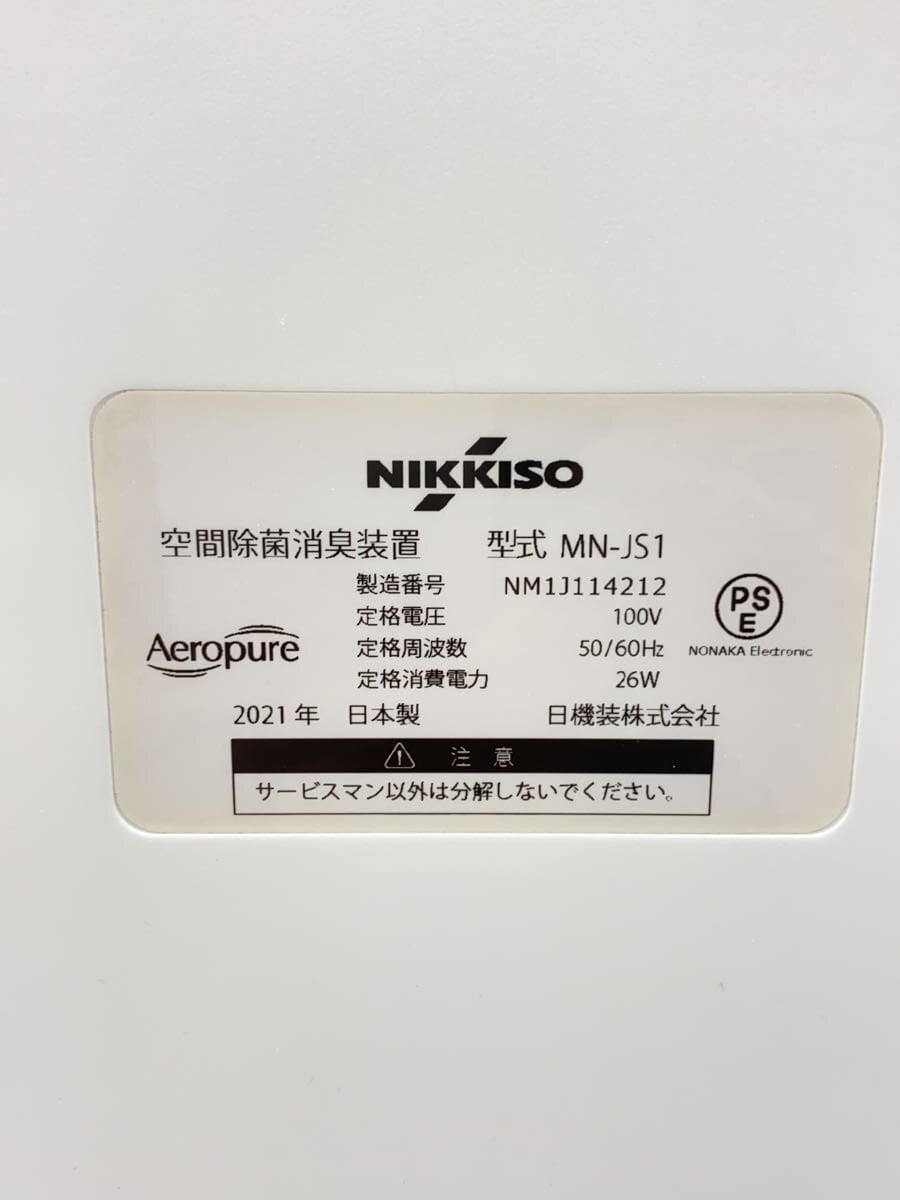 NIKKISO
空間除菌消臭装置 型式 MN-JS1
製造番号 NM1J114212
定格電圧 100V
定格周波数 50/60Hz
定格消費電力 26W
Aeropure
PS
E
NONAKA Electronic
2021年 日本製 日機装株式会社
注 意
サービスマン以外は分解しないでください。